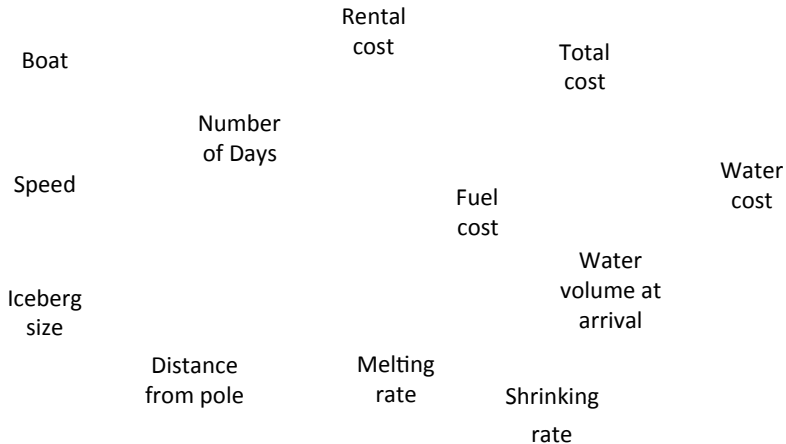 Rental
cost
Boat
Total
cost
Number
of Days
Speed
Water
cost
Fuel
cost
Water
volume at
arrival
Iceberg
size
Distance
from pole
Melting
rate
Shrinking
rate